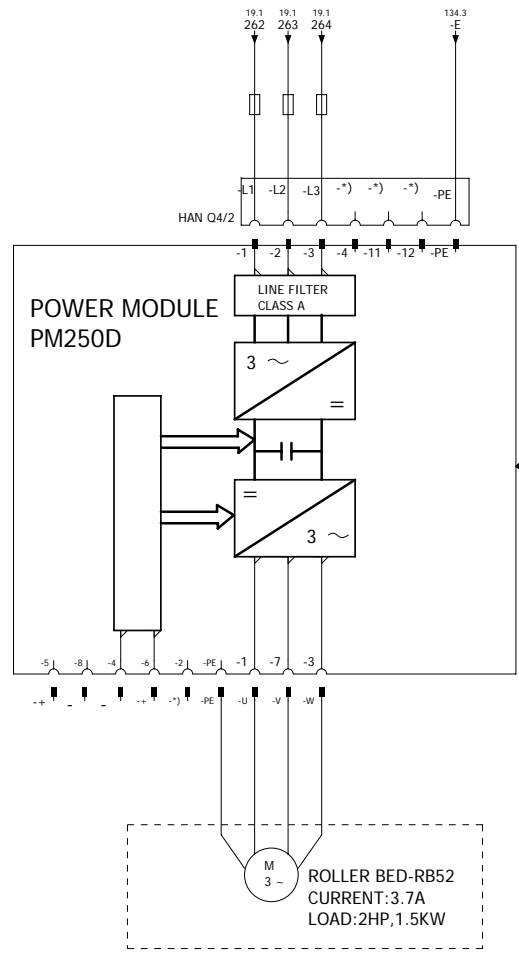 19.1 19.1 19.1 134.3
262 263 264 -E
-L1 -L2 -L3 -*) -*) -*) -PE
HAN Q4/2
-1 -2 -3 -4 -11 -12 -PE
LINE FILTER
CLASS A
POWER MODULE
PM250D
3 ~
=
=
3 ~
-5 -8 -4 -6 -2 -PE -1 -7 -3
-+ - - -+ -*) -PE -U -V -W
M
3 ~
ROLLER BED-RB52
CURRENT:3.7A
LOAD:2HP,1.5KW